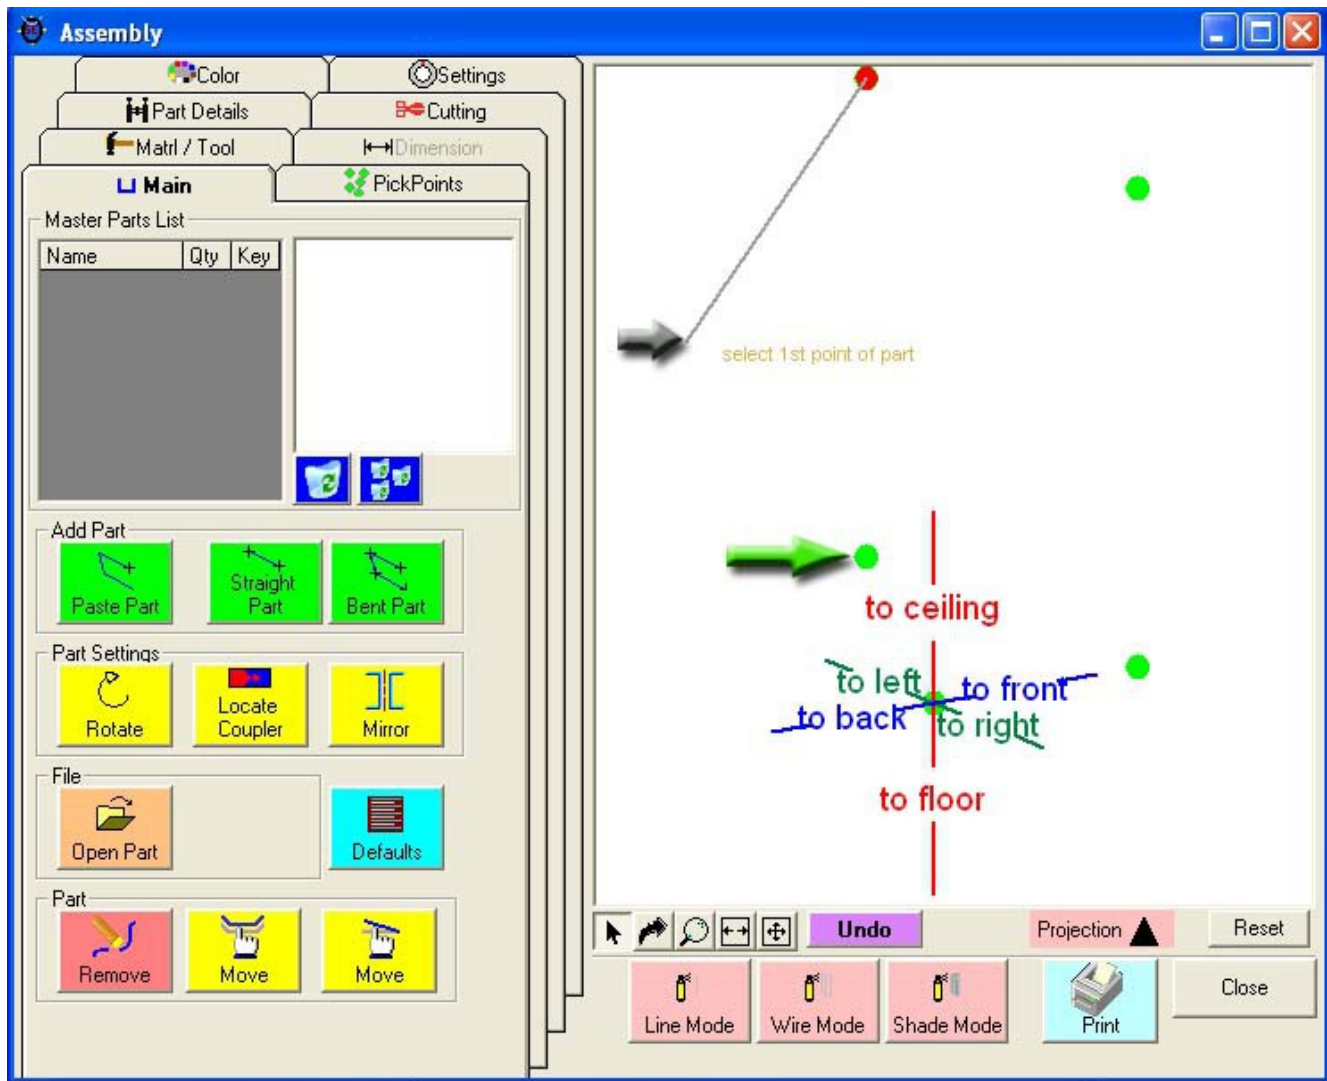 Assembly
Color
Settings
Part Details
Cutting
Matrl / Tool
Dimension
Main
PickPoints
Master Parts List
Name Qty Key
select 1st point of part
Add Part
Paste Part
Straight
Part
Bent Part
to ceiling
Part Settings
Rotate
Locate
Coupler
Mirror
to left
to front
to back
to right
File
Open Part
Defaults
to floor
Part
Remove
Move
Move
Undo
Projection
Reset
Line Mode
Wire Mode
Shade Mode
Print
Close